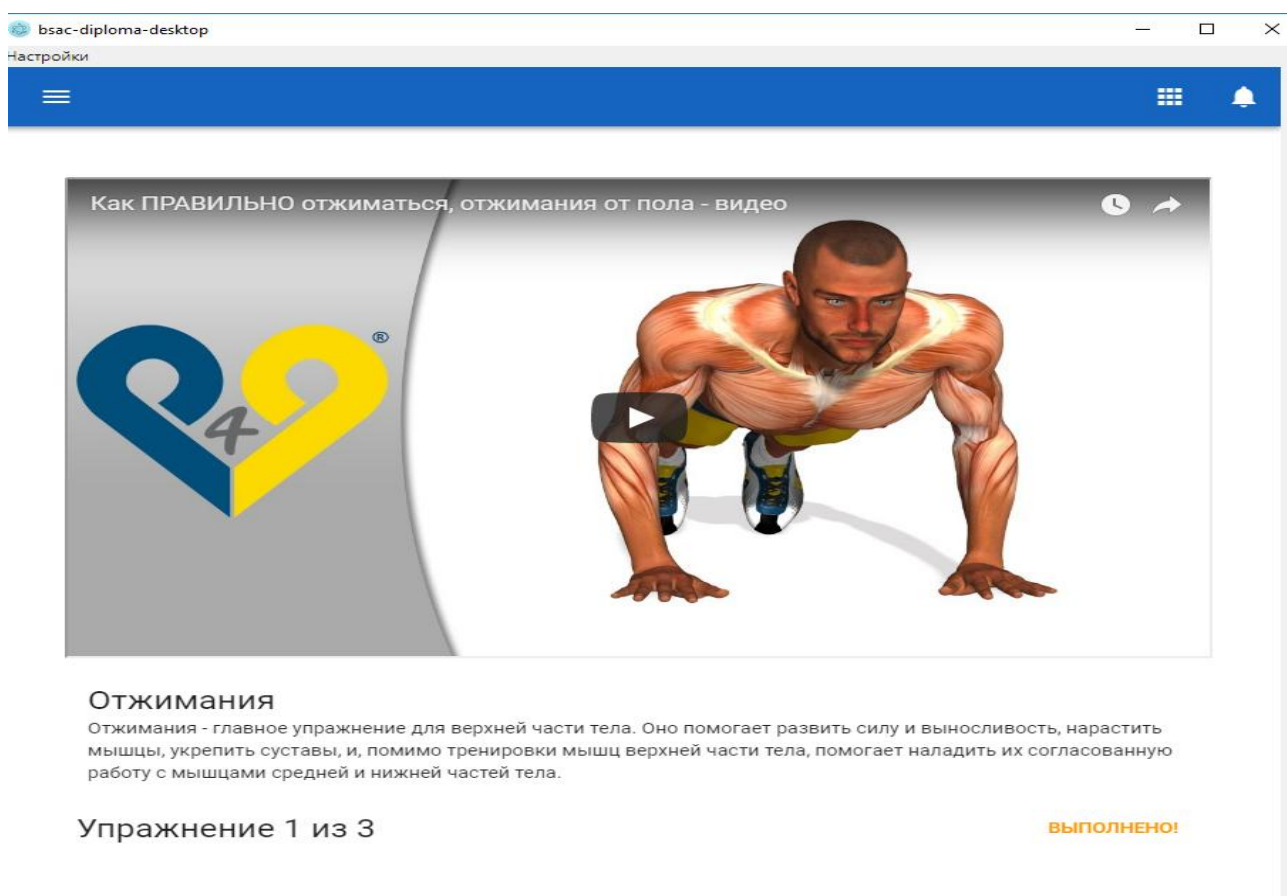 bsac-diploma-desktop
Настройки
Как ПРАВИЛЬНО отжиматься, отжимания от пола - видео
®
4
Отжимания
Отжимания - главное упражнение для верхней части тела. Оно помогает развить силу и выносливость, нарастить
мышцы, укрепить суставы, и, помимо тренировки мышц верхней части тела, помогает наладить их согласованную
работу с мышцами средней и нижней частей тела.
Упражнение 1 из 3
ВЫПОЛНЕНО!